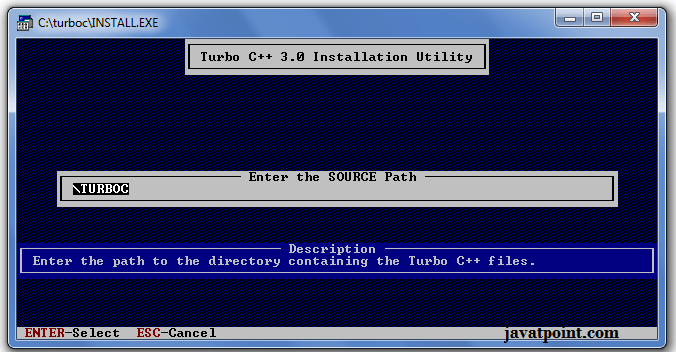 C:\turboc\INSTALL.EXE
Turbo C++ 3.0 Installation Utility
Enter the SOURCE Path
\TURBOC
Description
Enter the path to the directory containing the Turbo C++ files.
ENTER-Select ESC-Cancel
javatpoint.com